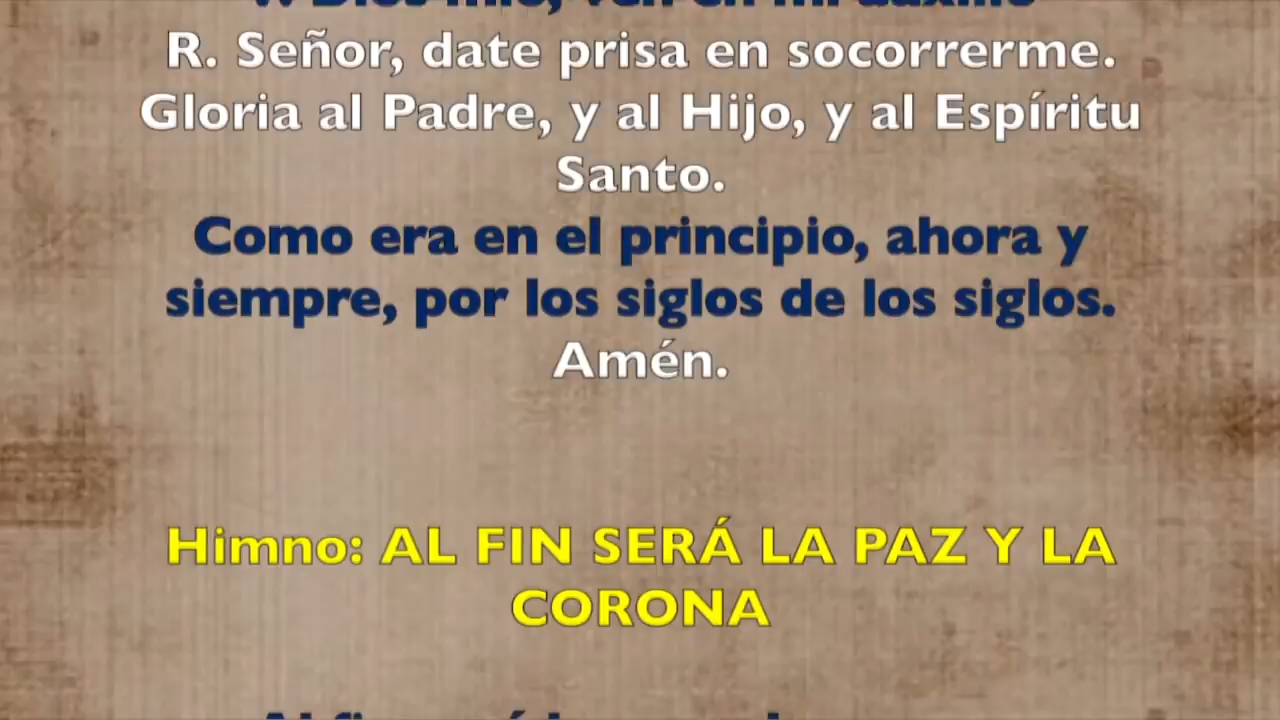 V. Dios mío, ven en mi auxilio
R. Señor, date prisa en socorrerme.
Gloria al Padre, y al Hijo, y al Espíritu
Santo.
Como era en el principio, ahora y
siempre, por los siglos de los siglos.
Amén.
Himno: AL FIN SERÁ LA PAZ Y LA
CORONA